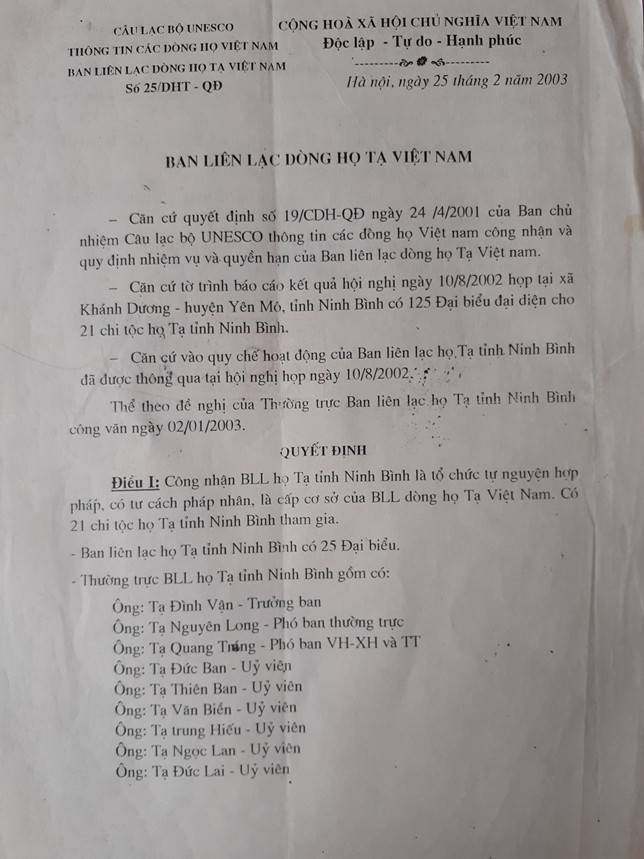 CÂU LẠC BỘ UNESCO
THÔNG TIN CÁC DÒNG HỌ VIỆT NAM
BAN LIÊN LẠC DÒNG HỌ TẠ VIỆT NAM
Số 25/DHT - QĐ
CỘNG HOÀ XÃ HỘI CHỦ NGHĨA VIỆT NAM
Độc lập - Tự do - Hạnh phúc
Hà nội, ngày 25 tháng 2 năm 2003
BAN LIÊN LẠC DÒNG HỌ TẠ VIỆT NAM
– Căn cứ quyết định số 19/CDH-QĐ ngày 24 /4/2001 của Ban chủ
nhiệm Câu lạc bộ UNESCO thông tin các dòng họ Việt nam công nhận và
quy định nhiệm vụ và quyền hạn của Ban liên lạc dòng họ Tạ Việt nam.
– Căn cứ tờ trình báo cáo kết quả hội nghị ngày 10/8/2002 họp tại xã
Khánh Dương - huyện Yên Mô, tỉnh Ninh Bình có 125 Đại biểu đại diện cho
21 chi tộc họ Tạ tỉnh Ninh Bình.
– Căn cứ vào quy chế hoạt động của Ban liên lạc họ Tạ tỉnh Ninh Bình
đã được thông qua tại hội nghị họp ngày 10/8/2002.
Thể theo đề nghị của Thường trực Ban liên lạc họ Tạ tỉnh Ninh Bình
công văn ngày 02/01/2003.
QUYẾT ĐỊNH
Điều I: Công nhận BLL họ Tạ tỉnh Ninh Bình là tổ chức tự nguyện hợp
pháp, có tư cách pháp nhân, là cấp cơ sở của BLL dòng họ Tạ Việt Nam. Có
21 chi tộc họ Tạ tỉnh Ninh Bình tham gia.
- Ban liên lạc họ Tạ tỉnh Ninh Bình có 25 Đại biểu.
- Thường trực BLL họ Tạ tỉnh Ninh Bình gồm có:
Ông: Tạ Đình Vận - Trưởng ban
Ông: Tạ Nguyên Long - Phó ban thường trực
Ông: Tạ Quang - Phó ban VH-XH và TT
Ông: Tạ Đức Ban - Uỷ viên
Ông: Tạ Thiên Ban - Uỷ viên
Ông: Tạ Văn Biền - Uỷ viên
Ông: Tạ trung Hiếu - Uỷ viên
Ông: Tạ Ngọc Lan - Uỷ viên
Ông: Tạ Đức Lai - Uỷ viên